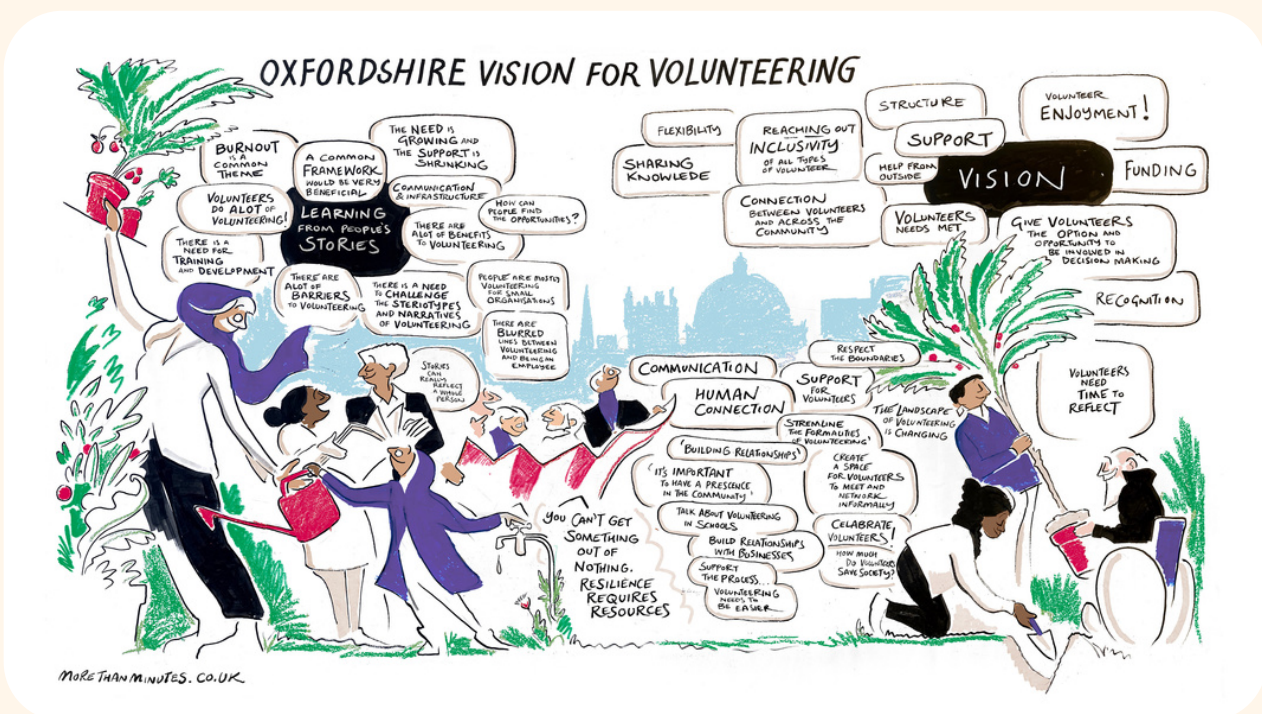 OXFORDSHIRE VISION FOR VOLUNTEERING
BURNOUT
IS A
COMMON
THEME
A COMMON
FRAMEWORK
WOULD BE VERY
BENEFICIAL
THE NEED IS
GROWING AND
THE SUPPORT IS
SHRINKING
VOLUNTEERS
DO ALOT OF
VOLUNTEERING!
LEARNING
FROM PEOPLE'S
STORIES
COMMUNICATION
& INFRASTRUCTURE
HOW CAN
PEOPLE FIND
THE OPPORTUNITIES?
THERE ARE
ALOT OF BENEFITS
TO VOLUNTEERING
THERE IS A
NEED FOR
TRAINING
AND DEVELOPMENT
THERE ARE
ALOT OF
BARRIERS
TO VOLUNTEERING
THERE IS A NEED
TO CHALLENGE
THE STERIOTYPES
AND NARRATIVES
OF VOLUNTEERING
PEOPLE ARE MOSTLY
VOLUNTEERING
FOR SMALL
ORGANISATIONS
THERE ARE
BLURRED
LINES BETWEEN
VOLUNTEERING
AND BEING AN
EMPLOYEE
STORIES
CAN
REALLY
REFLECT
A WHOLE
PERSON
FLEXIBILITY
SHARING
KNOWLEDE
REACHING OUT
INCLUSIVITY
OF ALL TYPES
OF VOLUNTEER
CONNECTION
BETWEEN VOLUNTEERS
AND ACROSS THE
COMMUNITY
STRUCTURE
SUPPORT
HELP FROM
OUTSIDE
VOLUNTEERS
NEEDS MET
VISION
VOLUNTEER
ENJOYMENT!
FUNDING
GIVE VOLUNTEERS
THE OPTION AND
OPPORTUNITY TO
BE INVOLVED IN
DECISION MAKING
RECOGNITION
VOLUNTEERS
NEED
TIME TO
REFLECT
COMMUNICATION
HUMAN
CONNECTION
'BUILDING RELATIONSHIPS'
'IT'S IMPORTANT
TO HAVE A PRESCENCE
IN THE COMMUNITY'
TALK ABOUT VOLUNTEERING
IN SCHOOLS
BUILD RELATIONSHIPS
WITH BUSINESSES
SUPPORT
THE PROCESS...
VOLUNTEERING
NEEDS TO
BE EASIER
RESPECT
THE BOUNDARIES
SUPPORT
FOR
VOLUNTEERS
STREMLINE
THE FORMALITIES
OF VOLUNTEERING'
THE LANDSCAPE
OF VOLUNTEERING
IS CHANGING
CREATE
A SPACE
FOR VOLUNTEERS
TO MEET AND
NETWORK
INFORMALLY
CELABRATE
VOLUNTEERS!
HOW MUCH
DO VOLUNTEERS
SAVE SOCIETY?
YOU CAN'T GET
SOMETHING
OUT OF
NOTHING.
RESILIENCE
REQUIRES
RESOURCES
MORETHANMINUTES.CO.UK